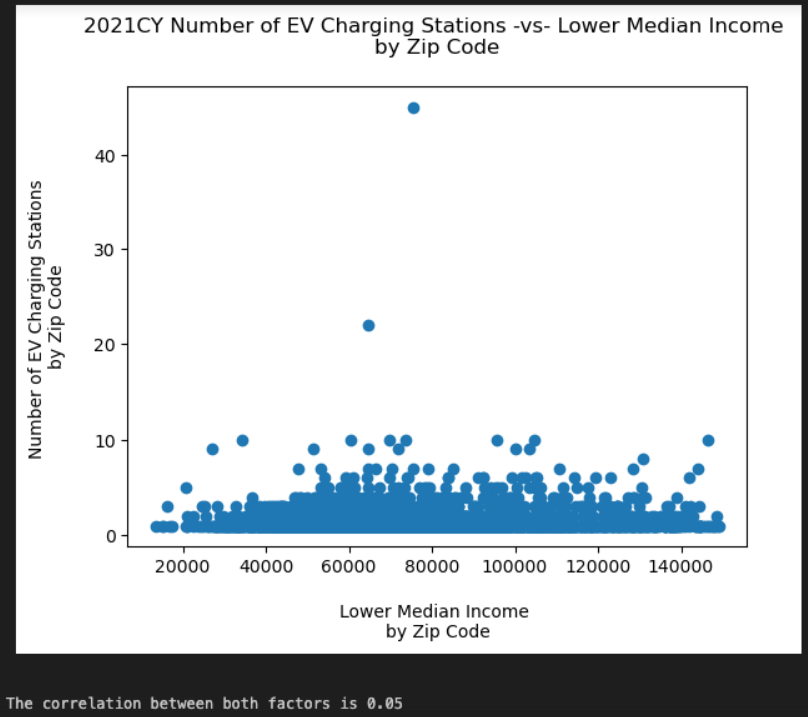 2021CY Number of EV Charging Stations -vs- Lower Median Income
by Zip Code
Number of EV Charging Stations
by Zip Code
40
30
20
10
0
20000 40000 60000 80000 100000 120000 140000
Lower Median Income
by Zip Code
The correlation between both factors is 0.05